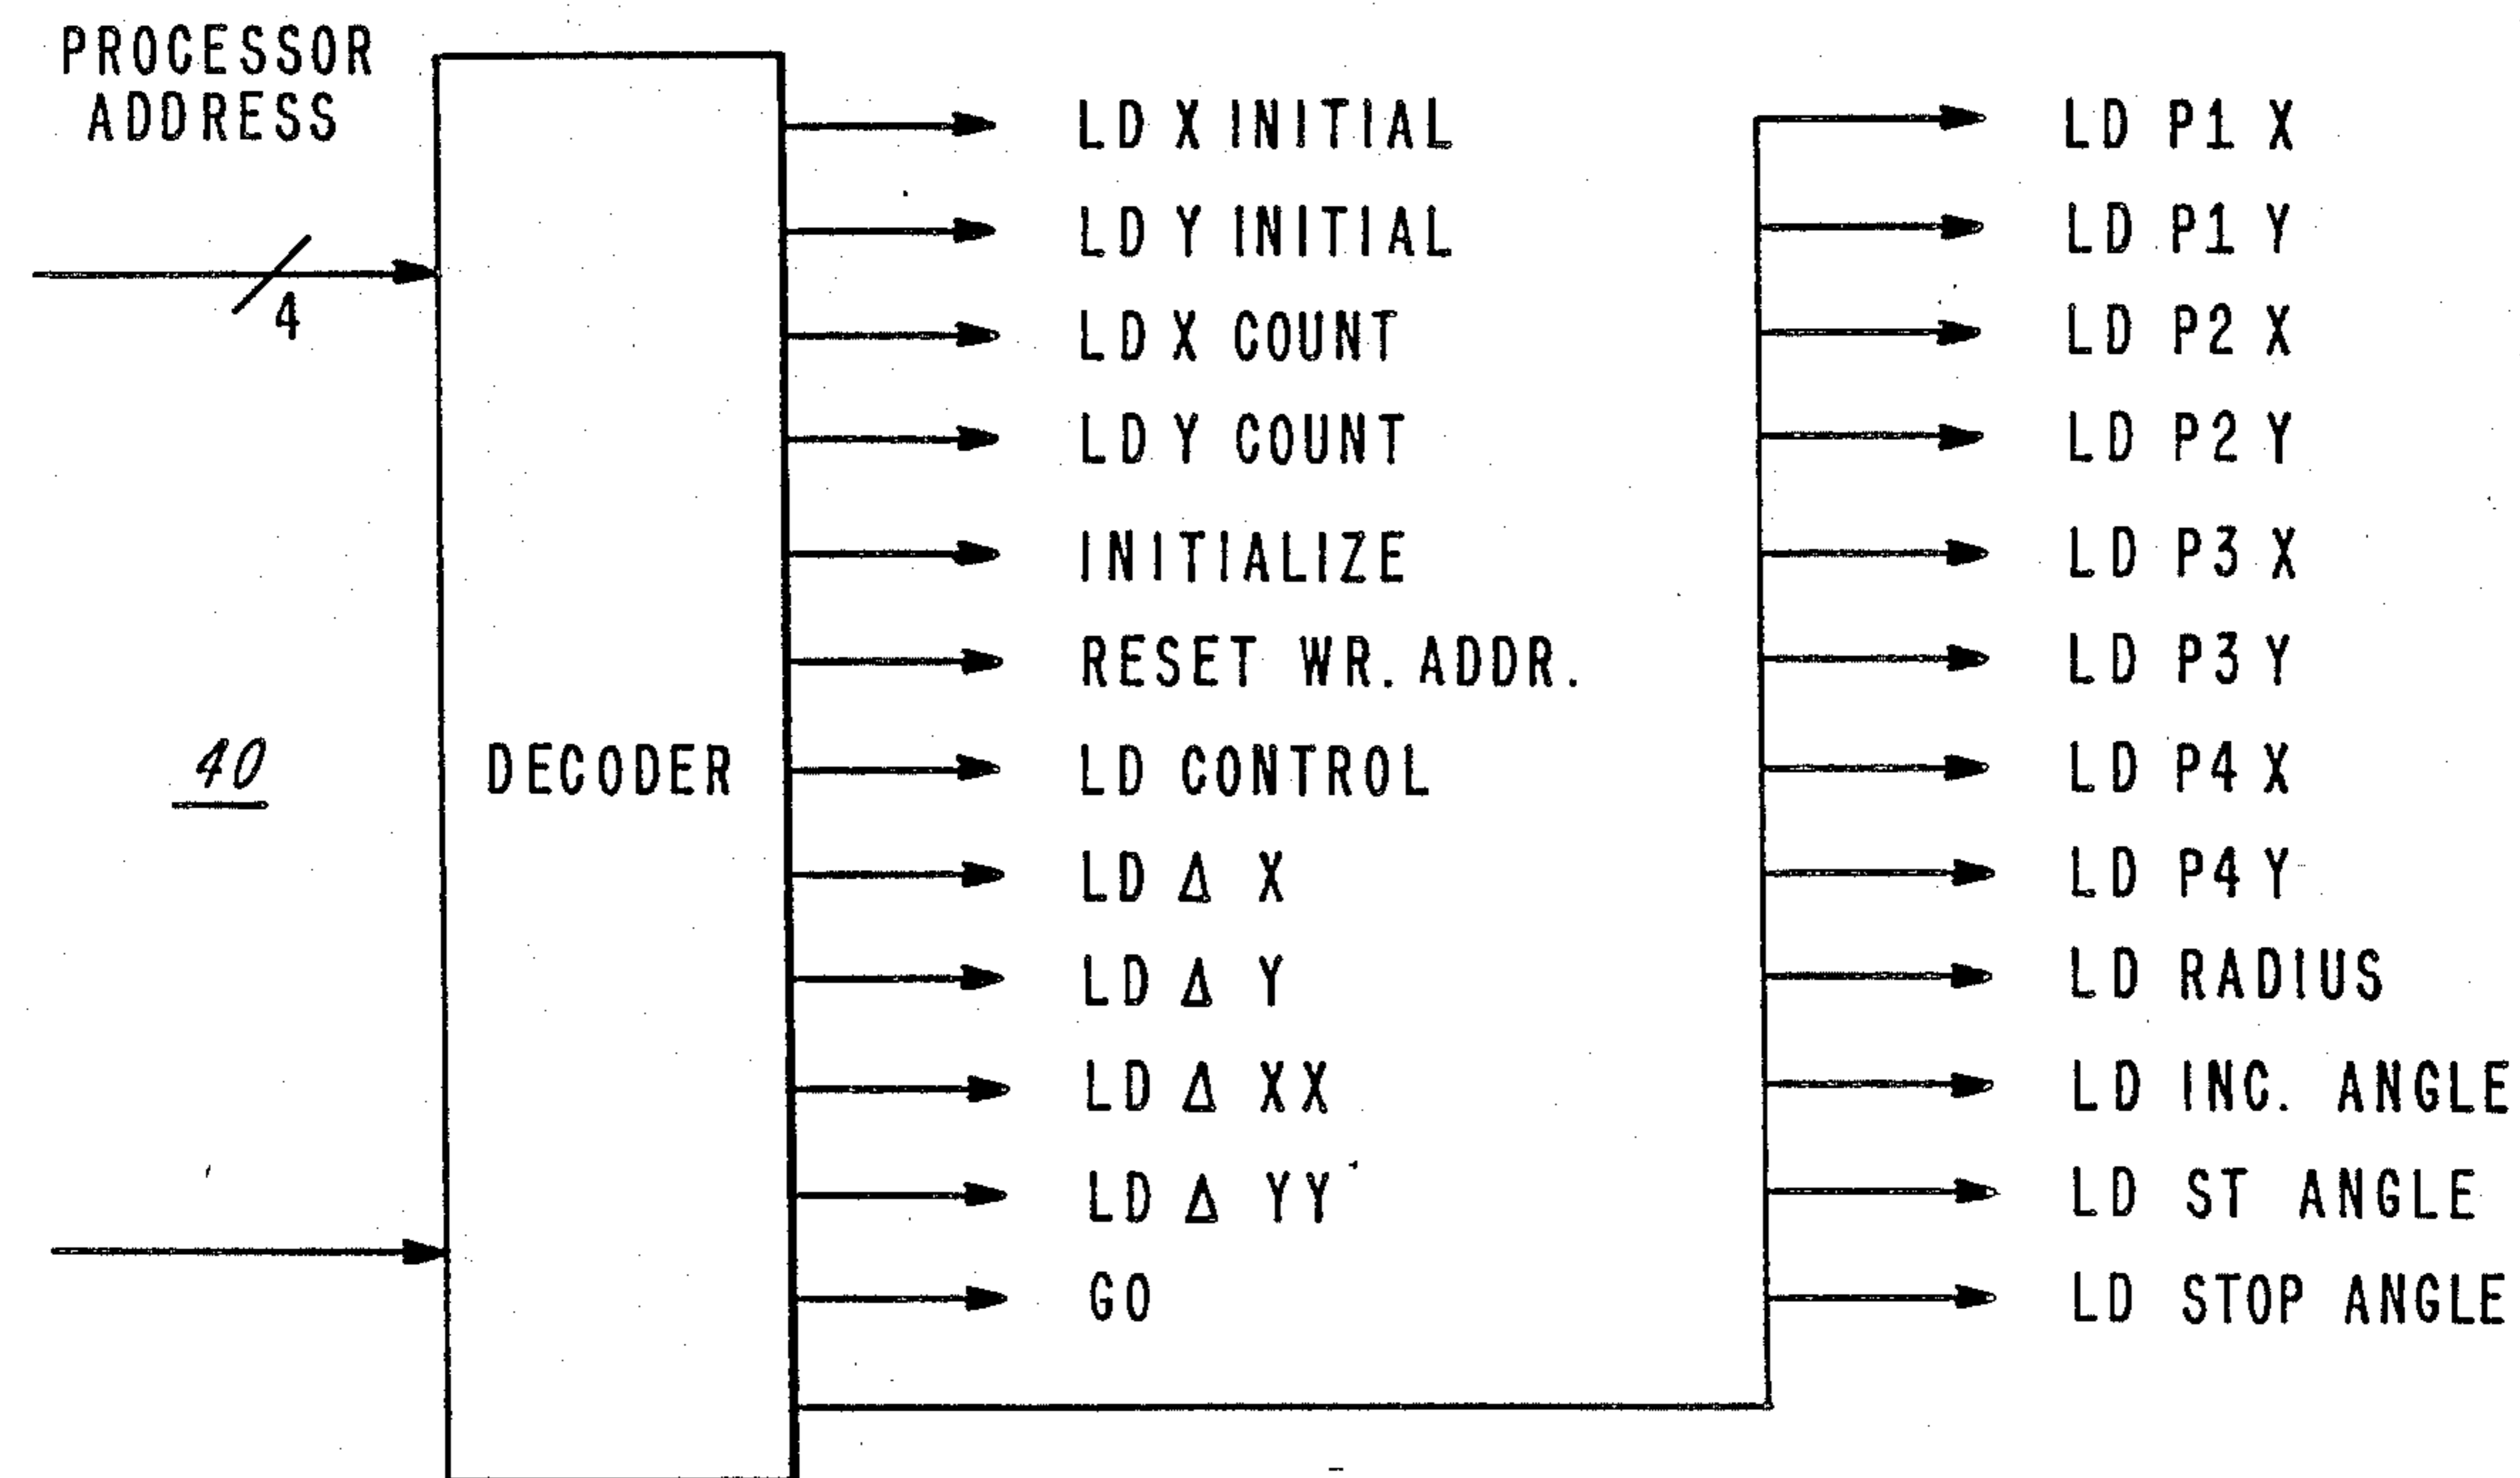 PROCESSOR
ADDRESS
4
40
DECODER
LD X INITIAL
LD Y INITIAL
LD X COUNT
LD Y COUNT
INITIALIZE
RESET WR. ADDR.
LD CONTROL
LD Δ X
LD Δ Y
LD Δ XX
LD Δ YY
GO
LD P1 X
LD P1 Y
LD P2 X
LD P2 Y
LD P3 X
LD P3 Y
LD P4 X
LD P4 Y
LD RADIUS
LD INC. ANGLE
LD ST ANGLE
LD STOP ANGLE